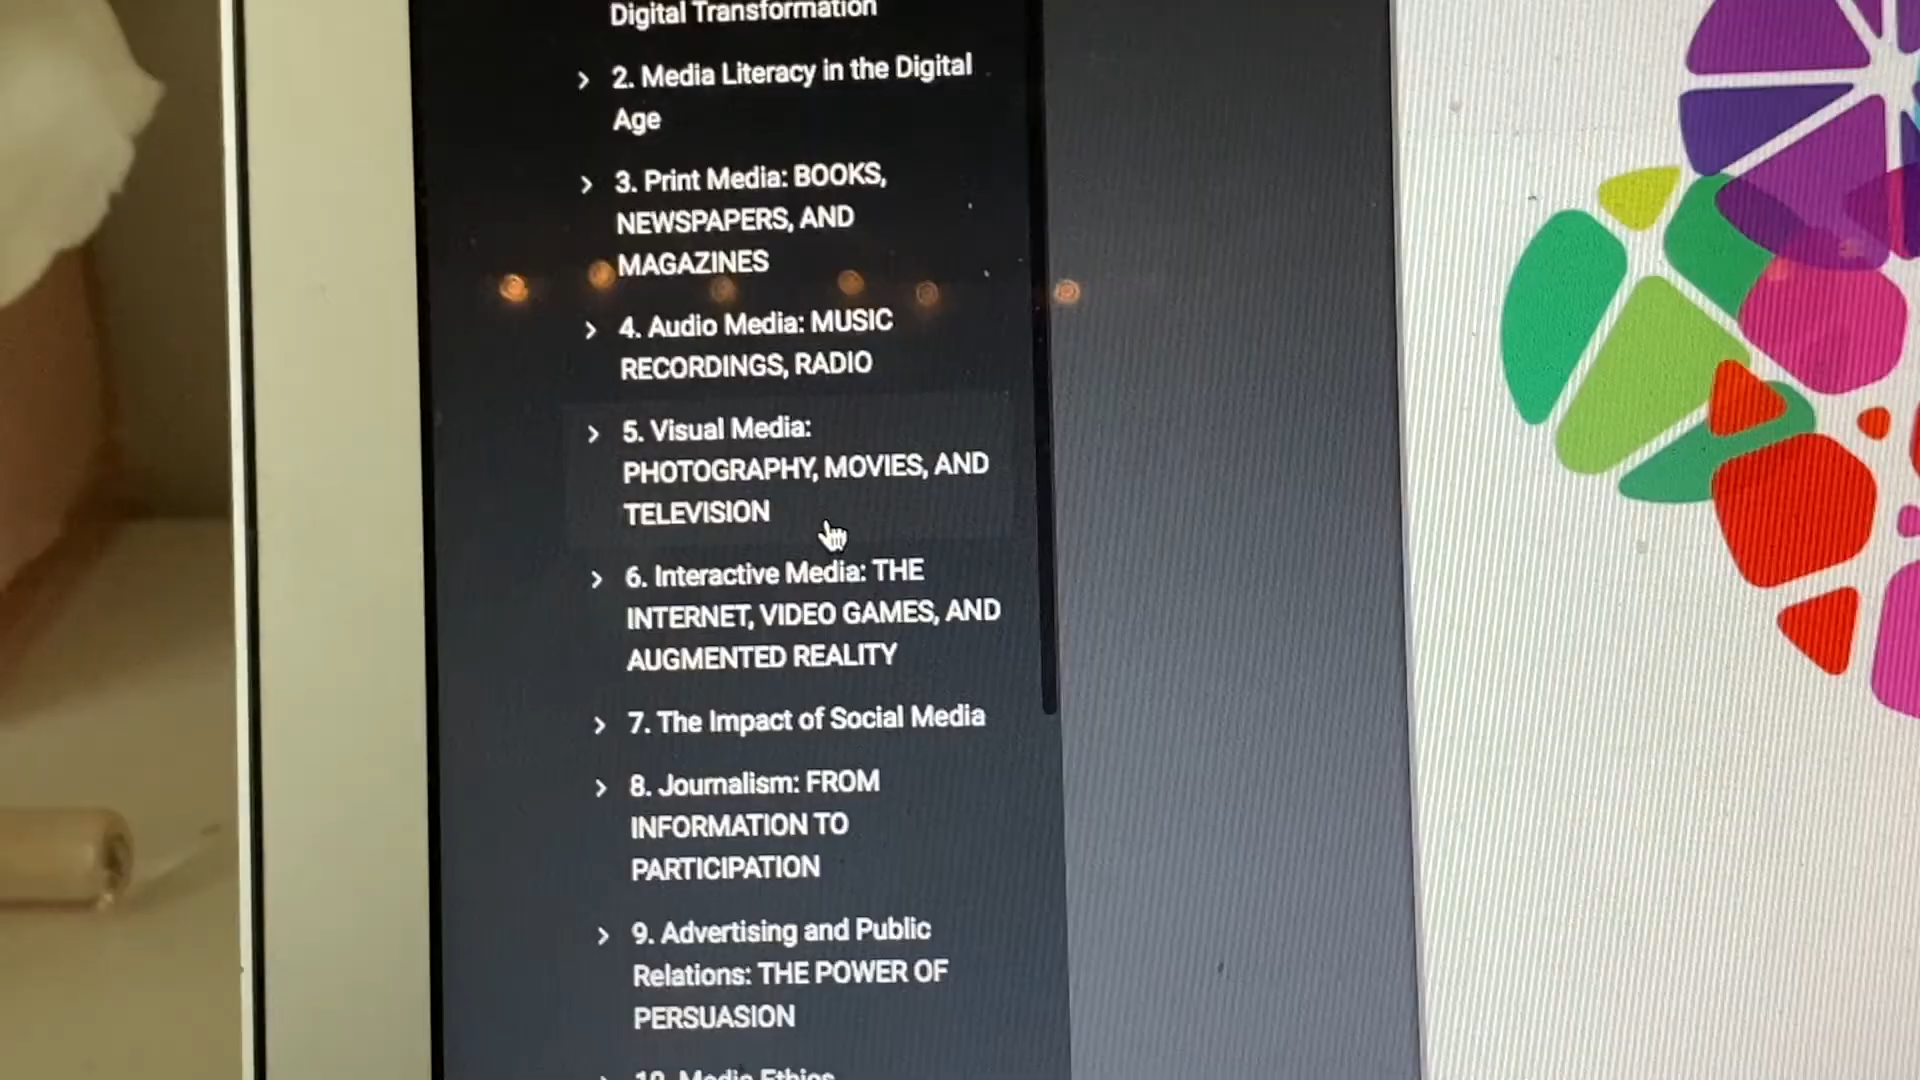 Digital Transformation
2. Media Literacy in the Digital
Age
3. Print Media: BOOKS,
NEWSPAPERS, AND
MAGAZINES
4. Audio Media: MUSIC
RECORDINGS, RADIO
5. Visual Media:
PHOTOGRAPHY, MOVIES, AND
TELEVISION
6. Interactive Media: THE
INTERNET, VIDEO GAMES, AND
AUGMENTED REALITY
7. The Impact of Social Media
8. Journalism: FROM
INFORMATION TO
PARTICIPATION
9. Advertising and Public
Relations: THE POWER OF
PERSUASION
10. Media Ethics